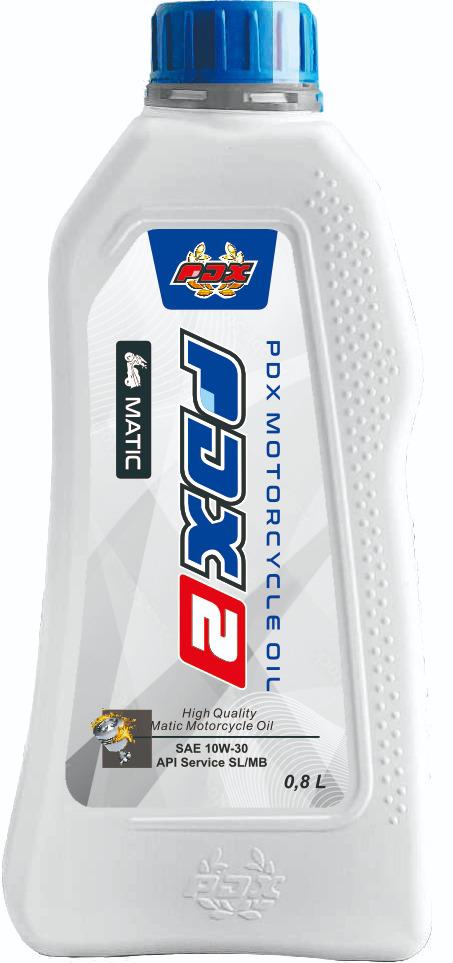 PDX
PDX MOTORCYCLE OIL
PDX2
MATIC
High Quality
Matic Motorcycle Oil
SAE 10W-30
API Service SL/MB
0,8 L
PDX